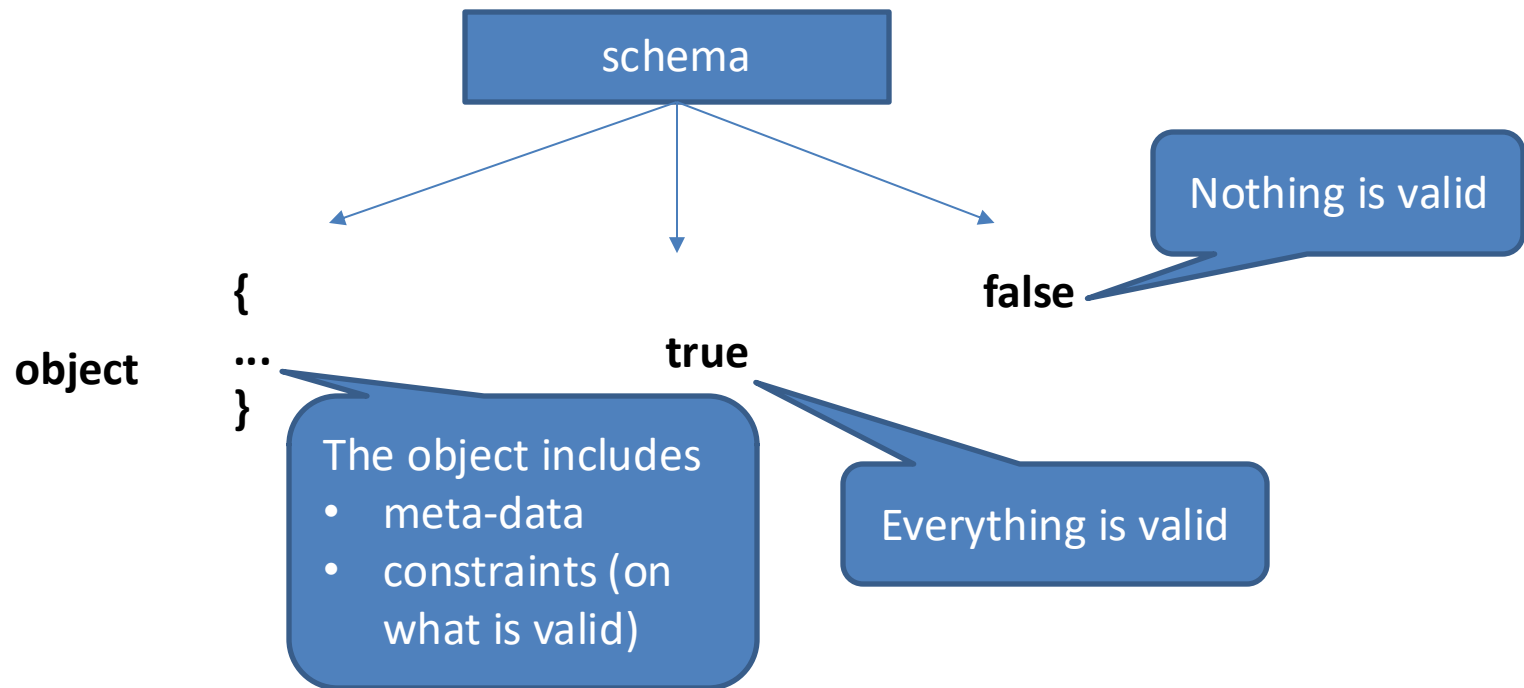 schema
Nothing is valid
{
false
object
...
true
}
The object includes
• meta-data
• constraints (on
what is valid)
Everything is valid